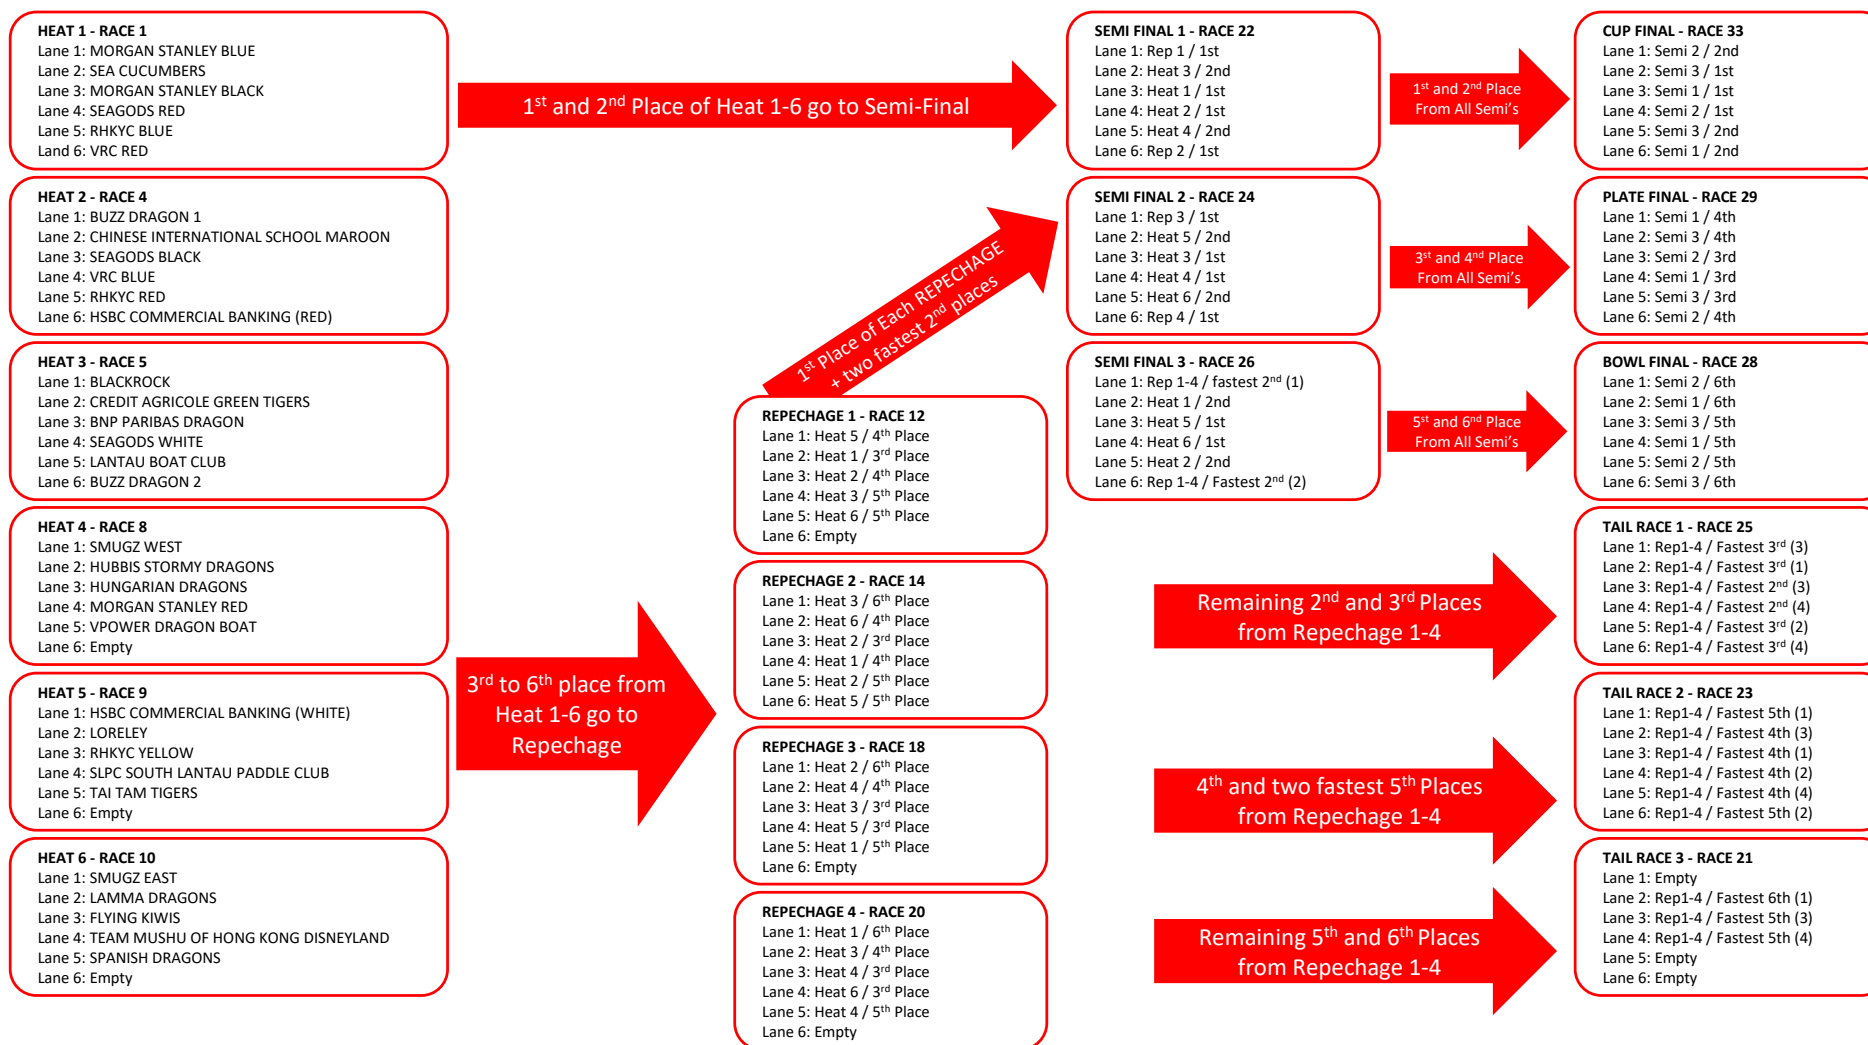 HEAT 1 - RACE 1
Lane 1: MORGAN STANLEY BLUE
Lane 2: SEA CUCUMBERS
Lane 3: MORGAN STANLEY BLACK
Lane 4: SEAGODS RED
Lane 5: RHKYC BLUE
Land 6: VRC RED
HEAT 2 - RACE 4
Lane 1: BUZZ DRAGON 1
Lane 2: CHINESE INTERNATIONAL SCHOOL MAROON
Lane 3: SEAGODS BLACK
Lane 4: VRC BLUE
Lane 5: RHKYC RED
Lane 6: HSBC COMMERCIAL BANKING (RED)
HEAT 3 - RACE 5
Lane 1: BLACKROCK
Lane 2: CREDIT AGRICOLE GREEN TIGERS
Lane 3: BNP PARIBAS DRAGON
Lane 4: SEAGODS WHITE
Lane 5: LANTAU BOAT CLUB
Lane 6: BUZZ DRAGON 2
HEAT 4 - RACE 8
Lane 1: SMUGZ WEST
Lane 2: HUBBIS STORMY DRAGONS
Lane 3: HUNGARIAN DRAGONS
Lane 4: MORGAN STANLEY RED
Lane 5: VPOWER DRAGON BOAT
Lane 6: Empty
HEAT 5 - RACE 9
Lane 1: HSBC COMMERCIAL BANKING (WHITE)
Lane 2: LORELEY
Lane 3: RHKYC YELLOW
Lane 4: SLPC SOUTH LANTAU PADDLE CLUB
Lane 5: TAI TAM TIGERS
Lane 6: Empty
HEAT 6 - RACE 10
Lane 1: SMUGZ EAST
Lane 2: LAMMA DRAGONS
Lane 3: FLYING KIWIS
Lane 4: TEAM MUSHU OF HONG KONG DISNEYLAND
Lane 5: SPANISH DRAGONS
Lane 6: Empty
1st and 2nd Place of Heat 1-6 go to Semi-Final
3rd to 6th place from
Heat 1-6 go to
Repechage
1st Place of Each REPECHAGE
+ two fastest 2nd places
REPECHAGE 1 - RACE 12
Lane 1: Heat 5 / 4th Place
Lane 2: Heat 1 / 3rd Place
Lane 3: Heat 2 / 4th Place
Lane 4: Heat 3 / 5th Place
Lane 5: Heat 6 / 5th Place
Lane 6: Empty
REPECHAGE 2 - RACE 14
Lane 1: Heat 3 / 6th Place
Lane 2: Heat 6 / 4th Place
Lane 3: Heat 2 / 3rd Place
Lane 4: Heat 1 / 4th Place
Lane 5: Heat 2 / 5th Place
Lane 6: Heat 5 / 5th Place
REPECHAGE 3 - RACE 18
Lane 1: Heat 2 / 6th Place
Lane 2: Heat 4 / 4th Place
Lane 3: Heat 3 / 3rd Place
Lane 4: Heat 5 / 3rd Place
Lane 5: Heat 1 / 5th Place
Lane 6: Empty
REPECHAGE 4 - RACE 20
Lane 1: Heat 1 / 6th Place
Lane 2: Heat 3 / 4th Place
Lane 3: Heat 4 / 3rd Place
Lane 4: Heat 6 / 3rd Place
Lane 5: Heat 4 / 5th Place
Lane 6: Empty
SEMI FINAL 1 - RACE 22
Lane 1: Rep 1 / 1st
Lane 2: Heat 3 / 2nd
Lane 3: Heat 1 / 1st
Lane 4: Heat 2 / 1st
Lane 5: Heat 4 / 2nd
Lane 6: Rep 2 / 1st
SEMI FINAL 2 - RACE 24
Lane 1: Rep 3 / 1st
Lane 2: Heat 5 / 2nd
Lane 3: Heat 3 / 1st
Lane 4: Heat 4 / 1st
Lane 5: Heat 6 / 2nd
Lane 6: Rep 4 / 1st
SEMI FINAL 3 - RACE 26
Lane 1: Rep 1-4 / fastest 2nd (1)
Lane 2: Heat 1 / 2nd
Lane 3: Heat 5 / 1st
Lane 4: Heat 6 / 1st
Lane 5: Heat 2 / 2nd
Lane 6: Rep 1-4 / Fastest 2nd (2)
1st and 2nd Place
From All Semi's
3st and 4nd Place
From All Semi's
5st and 6nd Place
From All Semi's
Remaining 2nd and 3rd Places
from Repechage 1-4
4th and two fastest 5th Places
from Repechage 1-4
Remaining 5th and 6th Places
from Repechage 1-4
CUP FINAL - RACE 33
Lane 1: Semi 2 / 2nd
Lane 2: Semi 3 / 1st
Lane 3: Semi 1 / 1st
Lane 4: Semi 2 / 1st
Lane 5: Semi 3 / 2nd
Lane 6: Semi 1 / 2nd
PLATE FINAL - RACE 29
Lane 1: Semi 1 / 4th
Lane 2: Semi 3 / 4th
Lane 3: Semi 2 / 3rd
Lane 4: Semi 1 / 3rd
Lane 5: Semi 3 / 3rd
Lane 6: Semi 2 / 4th
BOWL FINAL - RACE 28
Lane 1: Semi 2 / 6th
Lane 2: Semi 1 / 6th
Lane 3: Semi 3 / 5th
Lane 4: Semi 1 / 5th
Lane 5: Semi 2 / 5th
Lane 6: Semi 3 / 6th
TAIL RACE 1 - RACE 25
Lane 1: Rep1-4 / Fastest 3rd (3)
Lane 2: Rep1-4 / Fastest 3rd (1)
Lane 3: Rep1-4 / Fastest 2nd (3)
Lane 4: Rep1-4 / Fastest 2nd (4)
Lane 5: Rep1-4 / Fastest 3rd (2)
Lane 6: Rep1-4 / Fastest 3rd (4)
TAIL RACE 2 - RACE 23
Lane 1: Rep1-4 / Fastest 5th (1)
Lane 2: Rep1-4 / Fastest 4th (3)
Lane 3: Rep1-4 / Fastest 4th (1)
Lane 4: Rep1-4 / Fastest 4th (2)
Lane 5: Rep1-4 / Fastest 4th (4)
Lane 6: Rep1-4 / Fastest 5th (2)
TAIL RACE 3 - RACE 21
Lane 1: Empty
Lane 2: Rep1-4 / Fastest 6th (1)
Lane 3: Rep1-4 / Fastest 5th (3)
Lane 4: Rep1-4 / Fastest 5th (4)
Lane 5: Empty
Lane 6: Empty